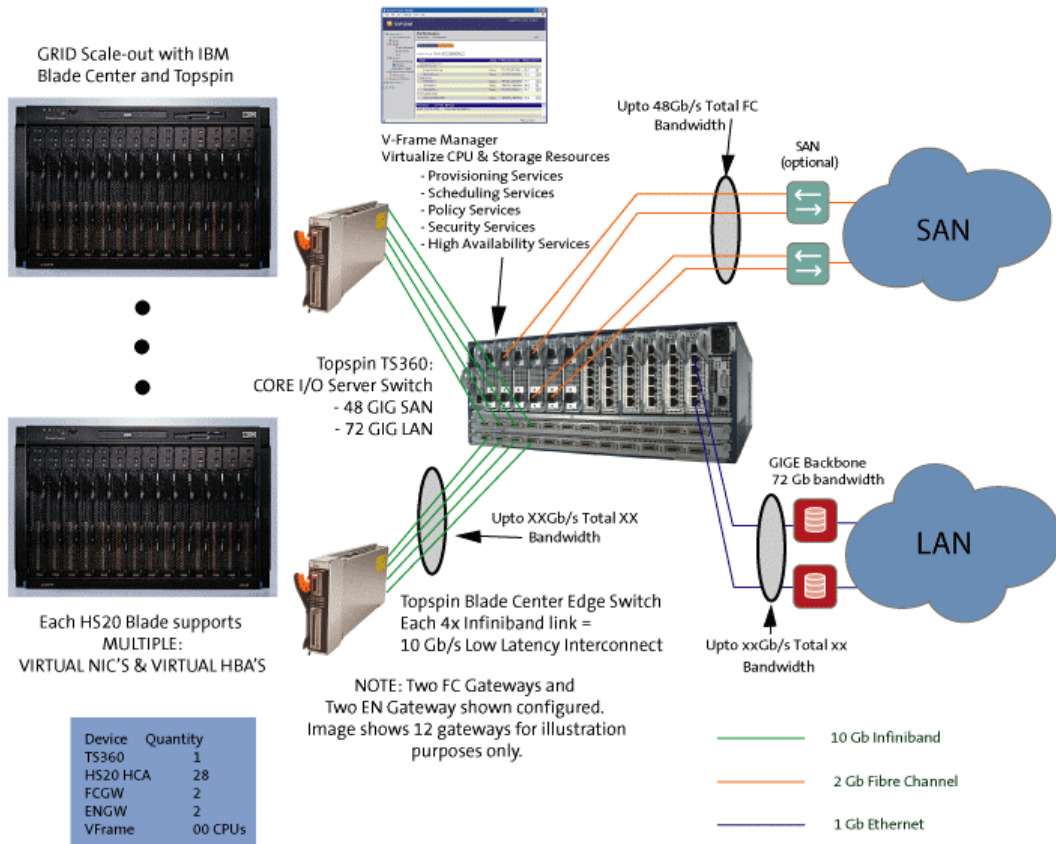 GRID Scale-out with IBM
Blade Center and Topspin
IBM
V-Frame Manager
Virtualize CPU & Storage Resources
- Provisioning Services
- Scheduling Services
- Policy Services
- Security Services
- High Availability Services
Upto 48Gb/s Total FC
Bandwidth
SAN
(optional)
SAN
Topspin TS360:
CORE I/O Server Switch
- 48 GIG SAN
- 72 GIG LAN
IBM
GIGE Backbone
72 Gb bandwidth
LAN
Upto XXGb/s Total XX
Bandwidth
Upto xxGb/s Total xx
Bandwidth
Topspin Blade Center Edge Switch
Each 4x Infiniband link =
10 Gb/s Low Latency Interconnect
Each HS20 Blade supports
MULTIPLE:
VIRTUAL NIC'S & VIRTUAL HBA'S
NOTE: Two FC Gateways and
Two EN Gateway shown configured.
Image shows 12 gateways for illustration
purposes only.
Device Quantity
TS360 1
HS20 HCA 28
FCGW 2
ENGW 2
VFrame 00 CPUs
10 Gb Infiniband
2 Gb Fibre Channel
1 Gb Ethernet